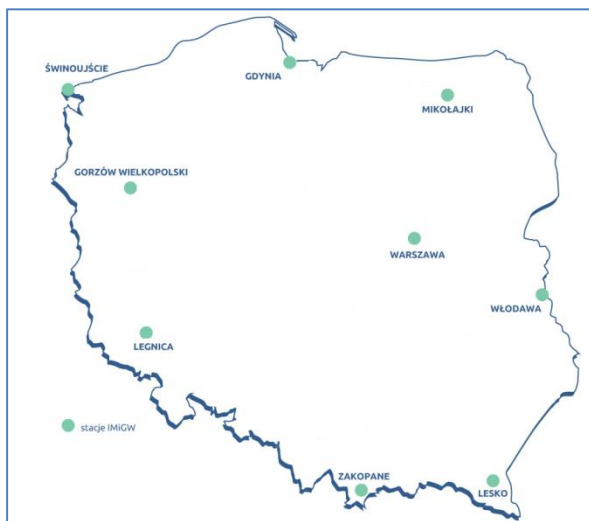 GDYNIA
ŚWINOUJŚCIE
MIKOŁAJKI
GORZÓW WIELKOPOLSKI
WARSZAWA
WŁODAWA
LEGNICA
stacje IMiGW
ZAKOPANE
LESKO